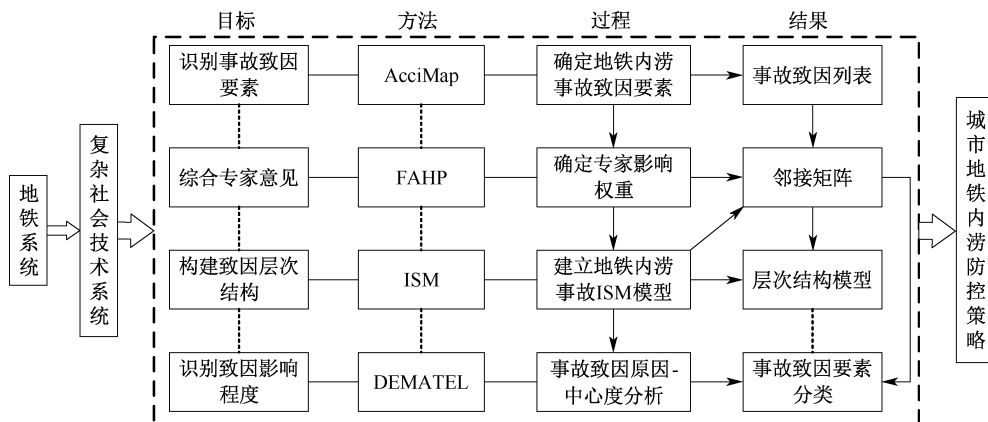 目标
方法
过程
结果
地铁系统
复杂社会技术系统
识别事故致因
要素
AcciMap
确定地铁内涝
事故致因要素
事故致因列表
综合专家意见
FAHP
确定专家影响
权重
邻接矩阵
构建致因层次
结构
ISM
建立地铁内涝
事故ISM模型
层次结构模型
识别致因影响
程度
DEMATEL
事故致因原因-
中心度分析
事故致因要素
分类
城市地铁内涝防控策略